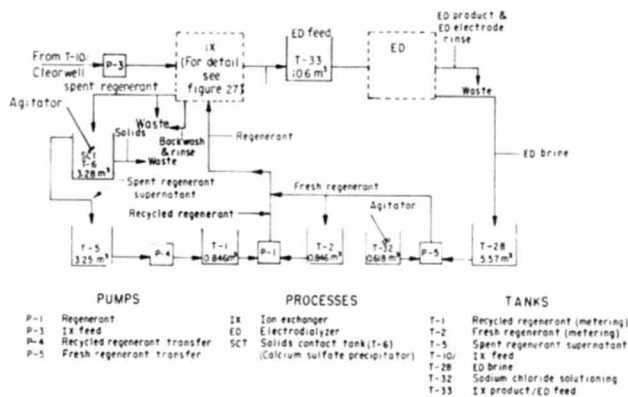 ED product &
ED electrode
rinse
Waste
ED feed
T-33
10.6 m³
ED
IX
(For detail
see
figure 27)
From T-10/
Clearwell
P-3
spent regenerant
Agitator
Solids
Waste
Waste
Backwash
& rinse
SCT
T-6
3.28 m³
Spent regenerant
supernatant
Regenerant
Fresh regenerant
Recycled regenerant
Agitator
ED brine
T-5
3.25 m³
P-4
T-1
0.846m³
P-1
T-2
0.846 m³
T-32
0.618 m³
P-5
T-28
5.57 m³
PUMPS
P-1 Regenerant
P-3 IX feed
P-4 Recycled regenerant transfer
P-5 Fresh regenerant transfer
PROCESSES
IX Ion exchanger
ED Electrodialyzer
SCT Solids contact tank (T-6)
(Calcium sulfate precipitator)
TANKS
T-1 Recycled regenerant (metering)
T-2 Fresh regenerant (metering)
T-5 Spent regenerant supernatant
T-10/ IX feed
T-28 ED brine
T-32 Sodium chloride solutioning
T-33 IX product/ED feed